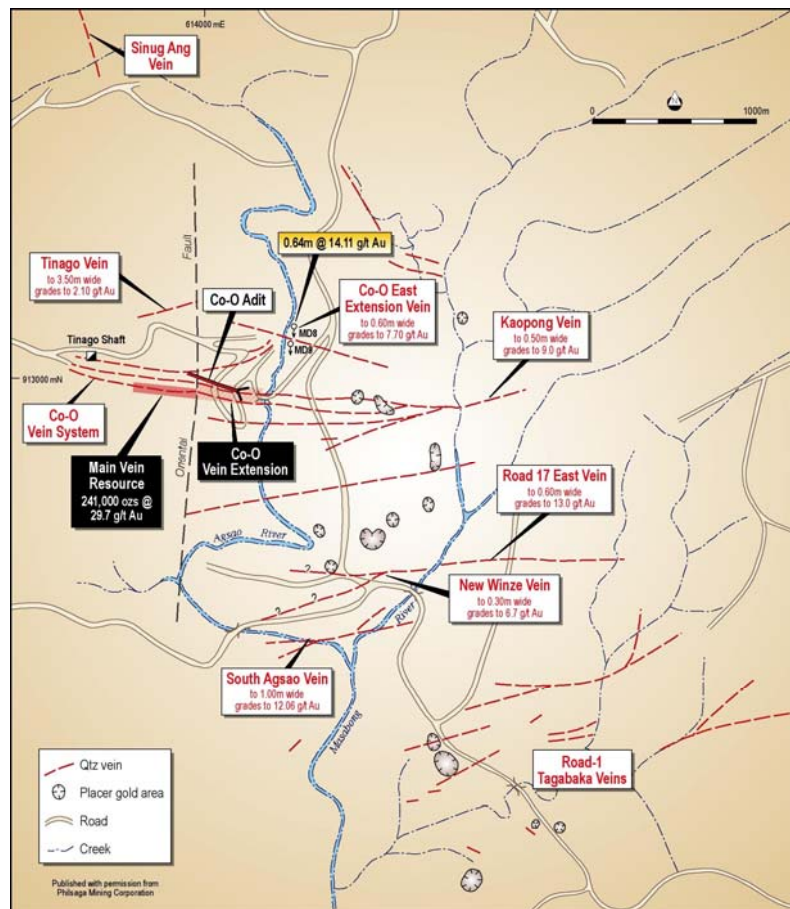 614000 mE
Sinug Ang
Vein
0
1000m
Fault
0.64m @ 14.11 g/t Au
Tinago Vein
to 3.50m wide
grades to 2.10 g/t Au
Co-O Adit
Co-O East
Extension Vein
to 0.60m wide
grades to 7.70 g/t Au
MD8
MD9
Kaopong Vein
to 0.50m wide
grades to 9.0 g/t Au
Tinago Shaft
913000 mN
Co-O
Vein System
Main Vein
Resource
241,000 ozs @
29.7 g/t Au
Oriental
Co-O
Vein Extension
Road 17 East Vein
to 0.60m wide
grades to 13.0 g/t Au
Agsao River
?
?
New Winze Vein
to 0.30m wide
grades to 6.7 g/t Au
River
South Agsao Vein
to 1.00m wide
grades to 12.06 g/t Au
Masabong
Road-1
Tagabaka Veins
Qtz vein
Placer gold area
Road
Creek
Published with permission from
Philsaga Mining Corporation